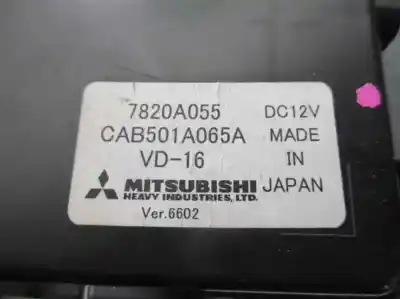 7820A055 DC12V
CAB501A065A MADE
VD-16 IN
MITSUBISHI JAPAN
HEAVY INDUSTRIES, LTD.
Ver.6602